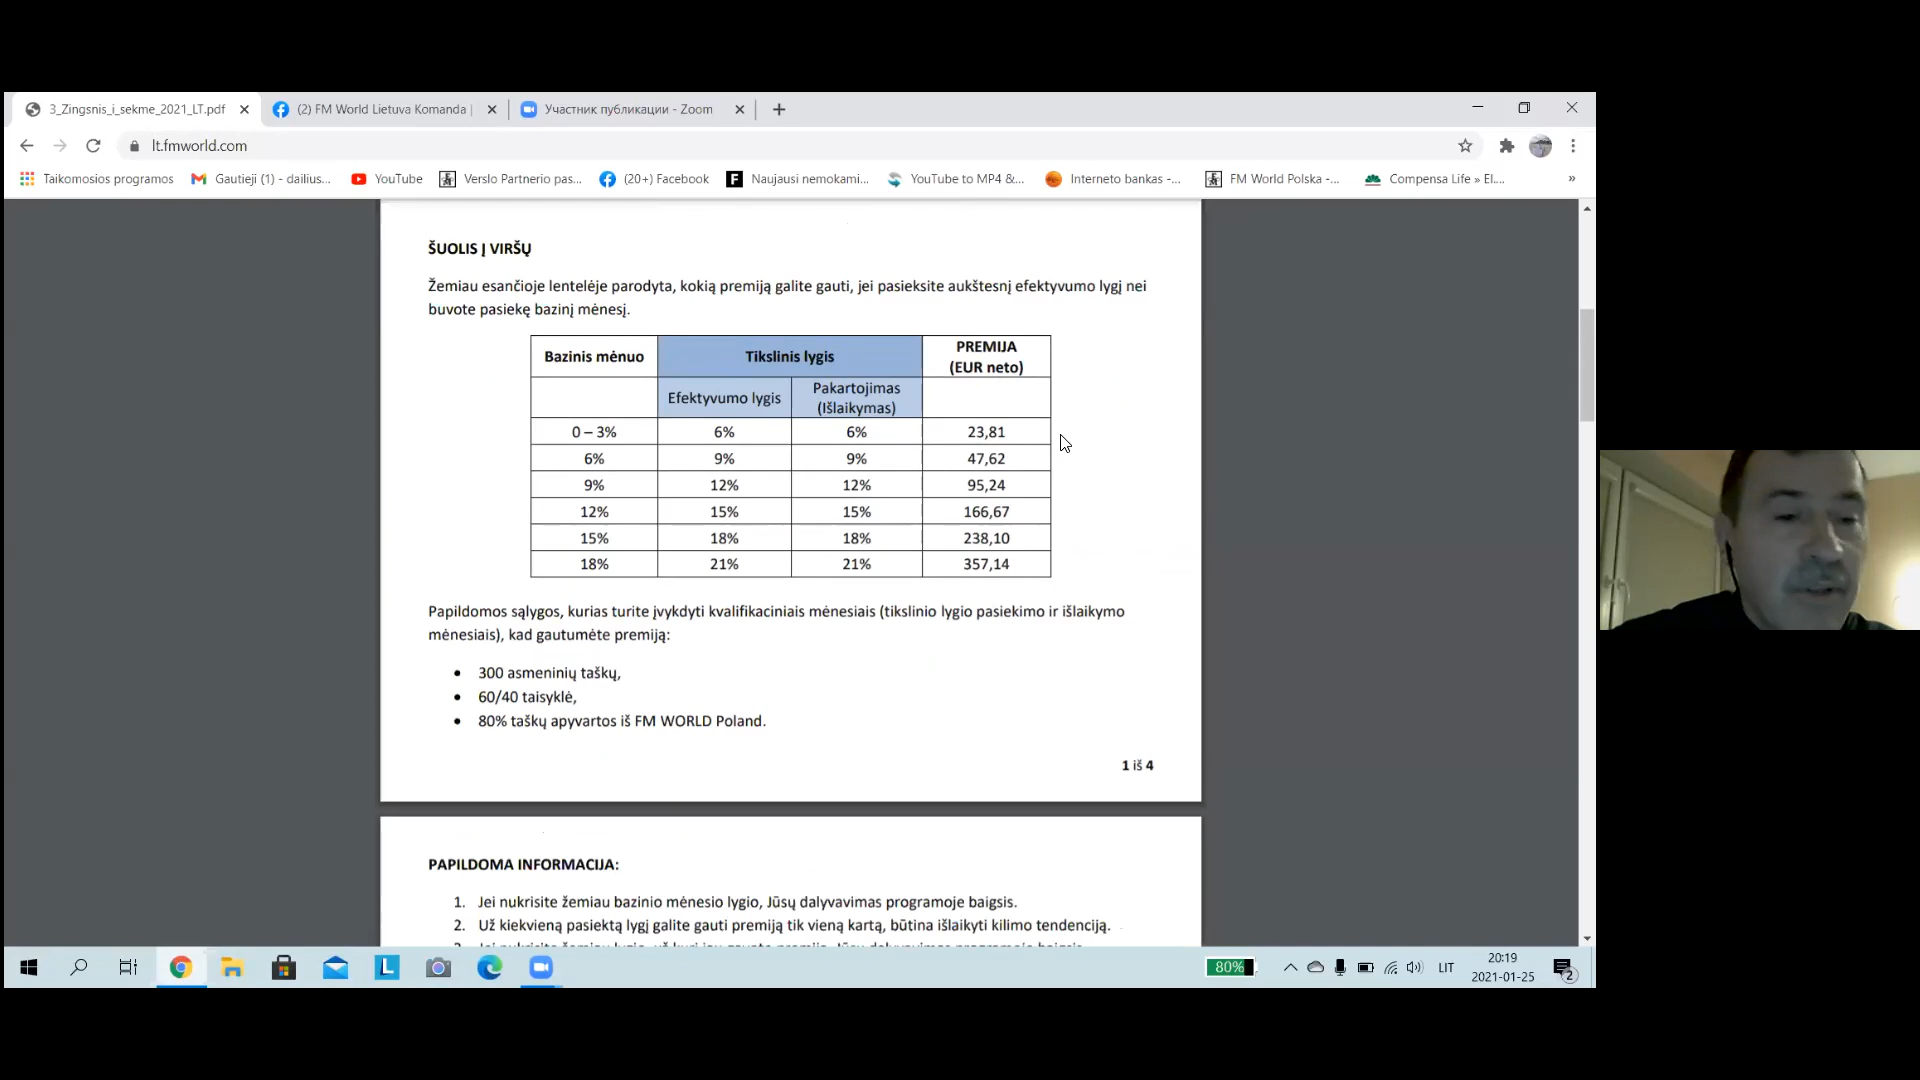 3_Zingsnis_i_sekme_2021_LT.pdf
(2) FM World Lietuva Komanda |
Участник публикации - Zoom
lt.fmworld.com
Taikomosios programos
Gautieji (1) - dailius...
YouTube
Verslo Partnerio pas...
(20+) Facebook
Naujausi nemokami...
YouTube to MP4 &...
Interneto bankas -...
FM World Polska -...
Compensa Life » El....
»
ŠUOLIS Į VIRŠŲ
Žemiau esančioje lentelėje parodyta, kokią premiją galite gauti, jei pasieksite aukštesnį efektyvumo lygį nei
buvote pasiekę bazinį mėnesį.
Bazinis mėnuo Tikslinis lygis PREMIJA
(EUR neto)
Efektyvumo lygis Pakartojimas
(Išlaikymas)
0 – 3% 6% 6% 23,81
6% 9% 9% 47,62
9% 12% 12% 95,24
12% 15% 15% 166,67
15% 18% 18% 238,10
18% 21% 21% 357,14
Papildomos sąlygos, kurias turite įvykdyti kvalifikaciniais mėnesiais (tikslinio lygio pasiekimo ir išlaikymo
mėnesiais), kad gautumėte premiją:
• 300 asmeninių taškų,
• 60/40 taisyklė,
• 80% taškų apyvartos iš FM WORLD Poland.
1 iš 4
PAPILDOMA INFORMACIJA:
1. Jei nukrisite žemiau bazinio mėnesio lygio, Jūsų dalyvavimas programoje baigsis.
2. Už kiekvieną pasiektą lygį galite gauti premiją tik vieną kartą, būtina išlaikyti kilimo tendenciją.
80%
LIT
20:19
2021-01-25
2